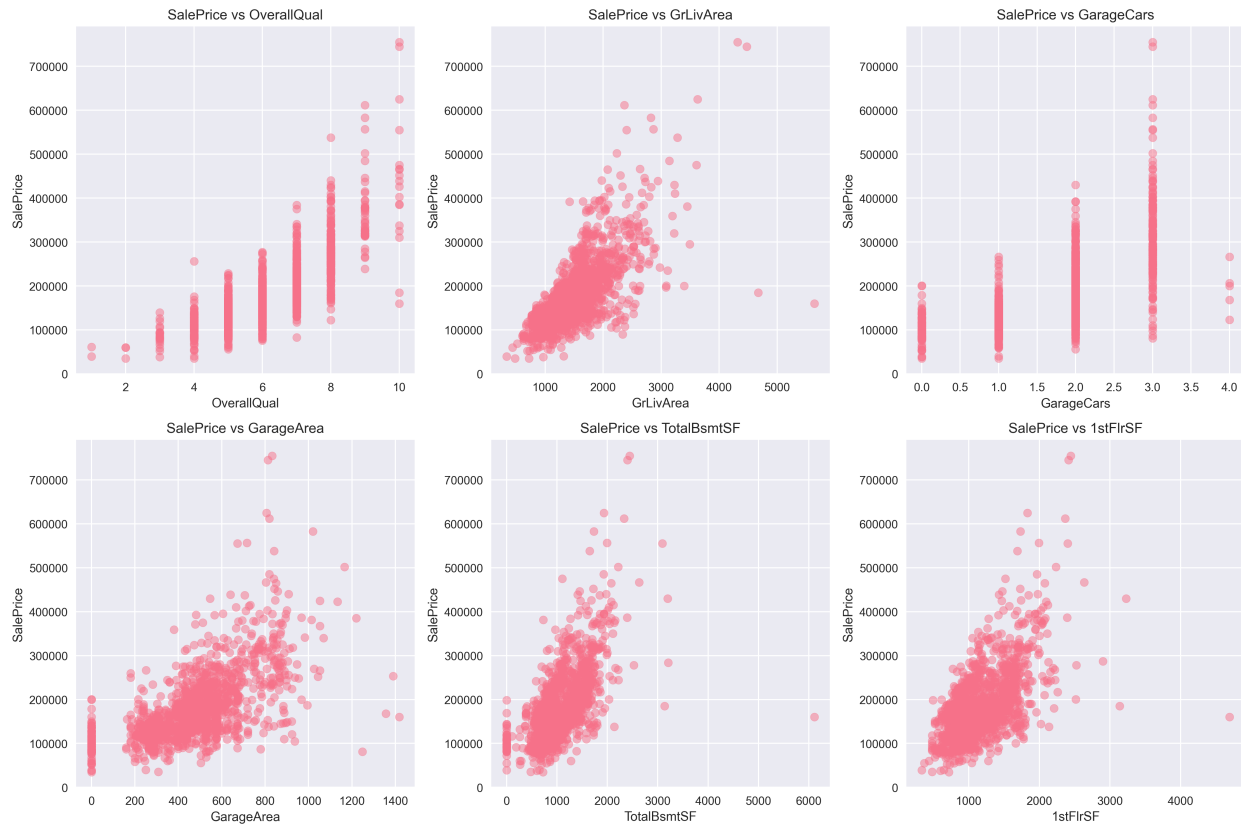 SalePrice vs OverallQual
SalePrice
700000
600000
500000
400000
300000
200000
100000
0
2 4 6 8 10
OverallQual
SalePrice vs GrLivArea
SalePrice
700000
600000
500000
400000
300000
200000
100000
0
1000 2000 3000 4000 5000
GrLivArea
SalePrice vs GarageCars
SalePrice
700000
600000
500000
400000
300000
200000
100000
0
0.0 0.5 1.0 1.5 2.0 2.5 3.0 3.5 4.0
GarageCars
SalePrice vs GarageArea
SalePrice
700000
600000
500000
400000
300000
200000
100000
0
0 200 400 600 800 1000 1200 1400
GarageArea
SalePrice vs TotalBsmtSF
SalePrice
700000
600000
500000
400000
300000
200000
100000
0
0 1000 2000 3000 4000 5000 6000
TotalBsmtSF
SalePrice vs 1stFlrSF
SalePrice
700000
600000
500000
400000
300000
200000
100000
0
1000 2000 3000 4000
1stFlrSF